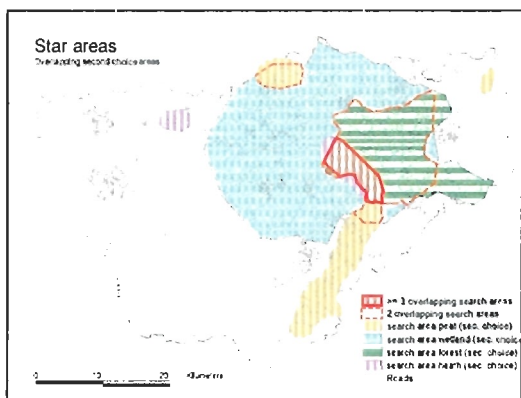 Star areas
Overlapping second choice areas
>= 3 overlapping search areas
2 overlapping search areas
search area peat (sec. choice)
search area wetland (sec. choice
search area forest (sec. choice)
search area heath (sec. choice)
Roads
0 10 20 Kilometers